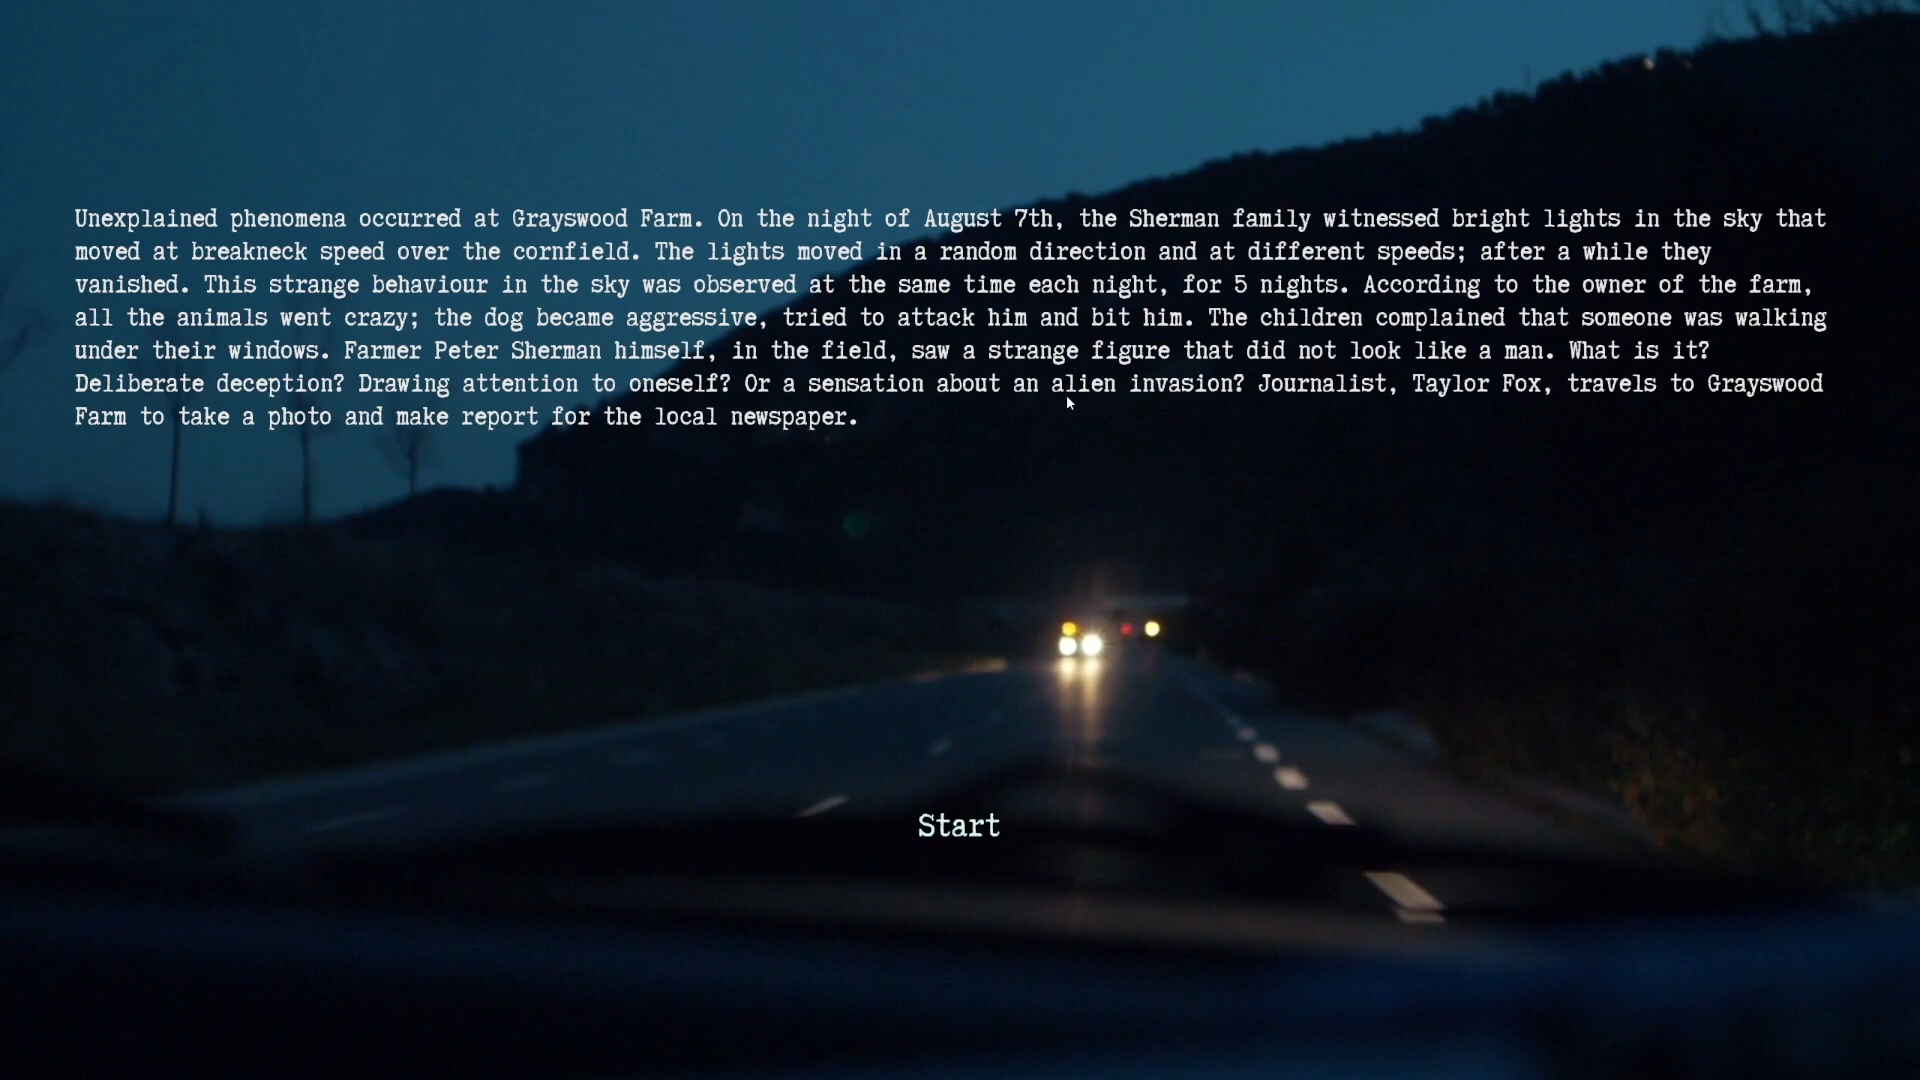 Unexplained phenomena occurred at Grayswood Farm. On the night of August 7th, the Sherman family witnessed bright lights in the sky that
moved at breakneck speed over the cornfield. The lights moved in a random direction and at different speeds; after a while they
vanished. This strange behaviour in the sky was observed at the same time each night, for 5 nights. According to the owner of the farm,
all the animals went crazy; the dog became aggressive, tried to attack him and bit him. The children complained that someone was walking
under their windows. Farmer Peter Sherman himself, in the field, saw a strange figure that did not look like a man. What is it?
Deliberate deception? Drawing attention to oneself? Or a sensation about an alien invasion? Journalist, Taylor Fox, travels to Grayswood
Farm to take a photo and make report for the local newspaper.
Start